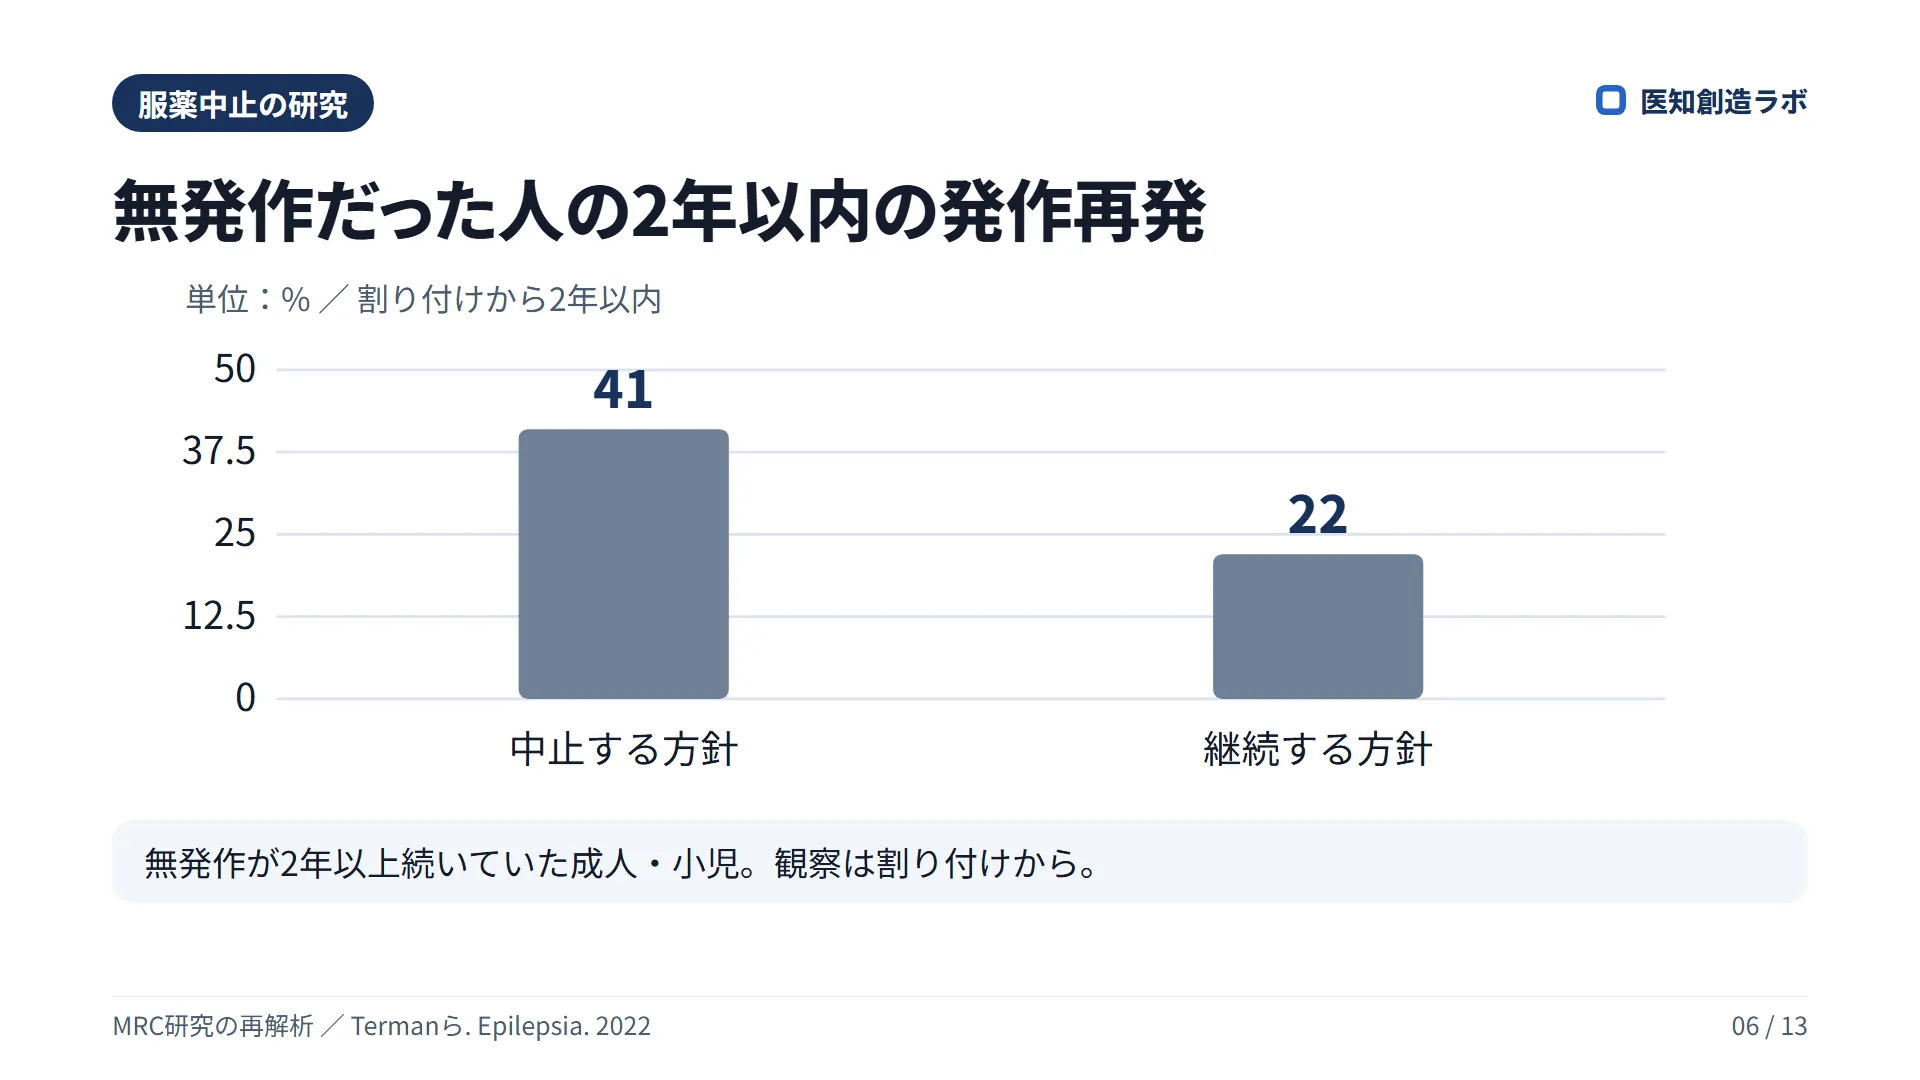 服薬中止の研究
医知創造ラボ
無発作だった人の2年以内の発作再発
単位：% ／ 割り付けから2年以内
50
37.5
25
12.5
0
41
22
中止する方針
継続する方針
無発作が2年以上続いていた成人・小児。観察は割り付けから。
MRC研究の再解析 ／ Termanら. Epilepsia. 2022
06 / 13